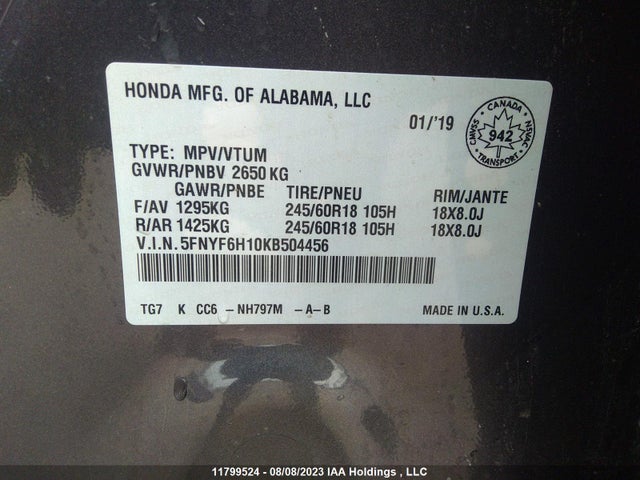 HONDA MFG. OF ALABAMA, LLC
01/'19
CANADA
CMVSS 942 NSVAC
TRANSPORT
TYPE: MPV/VTUM
GVWR/PNBV 2650 KG
GAWR/PNBE TIRE/PNEU RIM/JANTE
F/AV 1295KG 245/60R18 105H 18X8.0J
R/AR 1425KG 245/60R18 105H 18X8.0J
V.I.N. 5FNYF6H10KB504456
TG7 K CC6 – NH797M – A – B MADE IN U.S.A.
11799524 - 08/08/2023 IAA Holdings , LLC